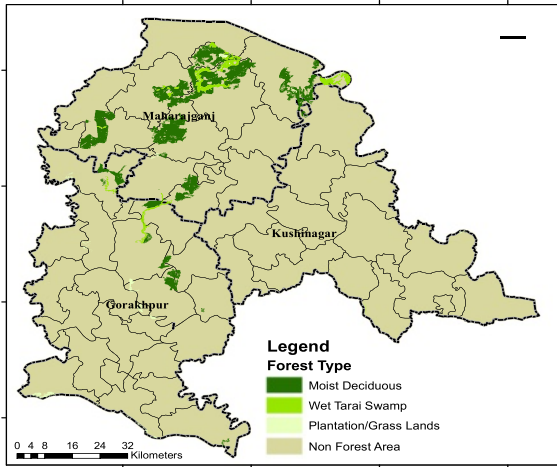 Maharajganj
Kushinagar
Gorakhpur
Legend
Forest Type
Moist Deciduous
Wet Tarai Swamp
Plantation/Grass Lands
Non Forest Area
0 4 8 16 24 32
Kilometers